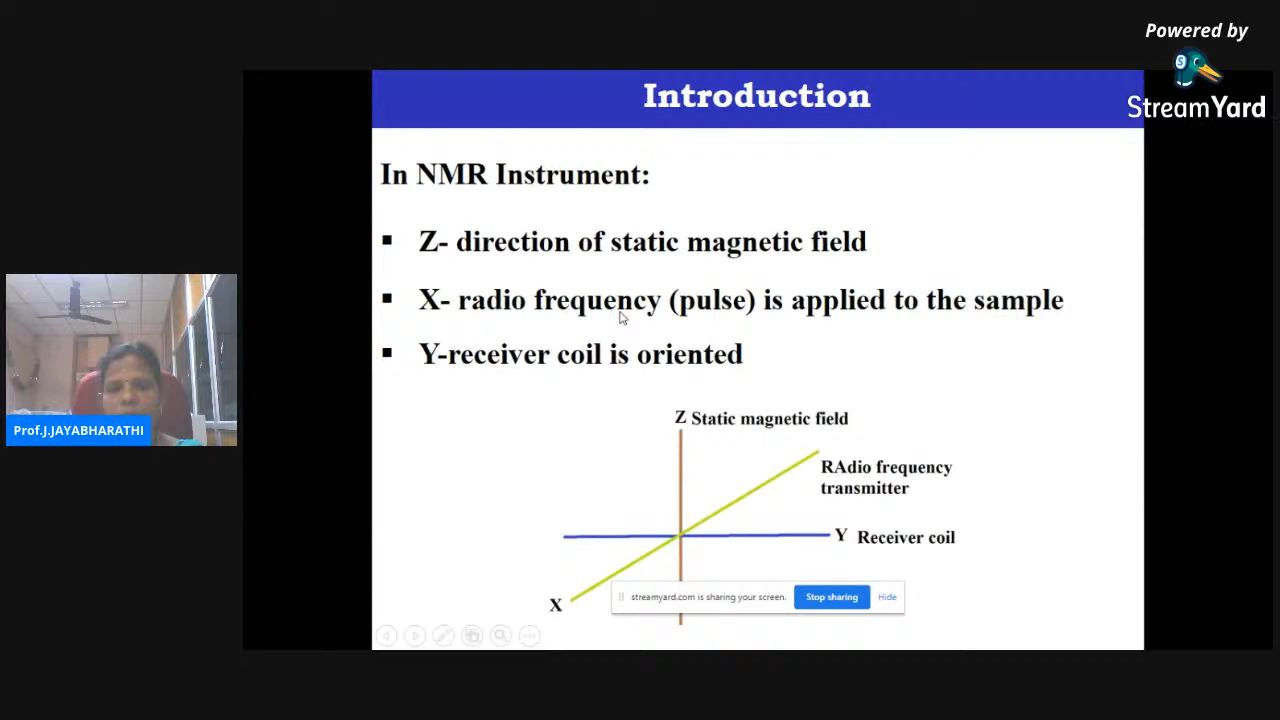 Powered by
StreamYard
Introduction
In NMR Instrument:
Z- direction of static magnetic field
X- radio frequency (pulse) is applied to the sample
Y-receiver coil is oriented
Z Static magnetic field
RAdio frequency
transmitter
Y Receiver coil
X
streamyard.com is sharing your screen. Stop sharing Hide
Prof.J.JAYABHARATHI